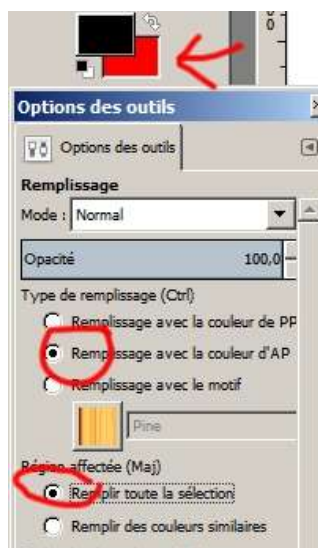 Options des outils
Options des outils
Remplissage
Mode : Normal
Opacité 100,0
Type de remplissage (Ctrl)
Remplissage avec la couleur de PP
Remplissage avec la couleur d'AP
Remplissage avec le motif
Pine
Région affectée (Maj)
Remplir toute la sélection
Remplir des couleurs similaires